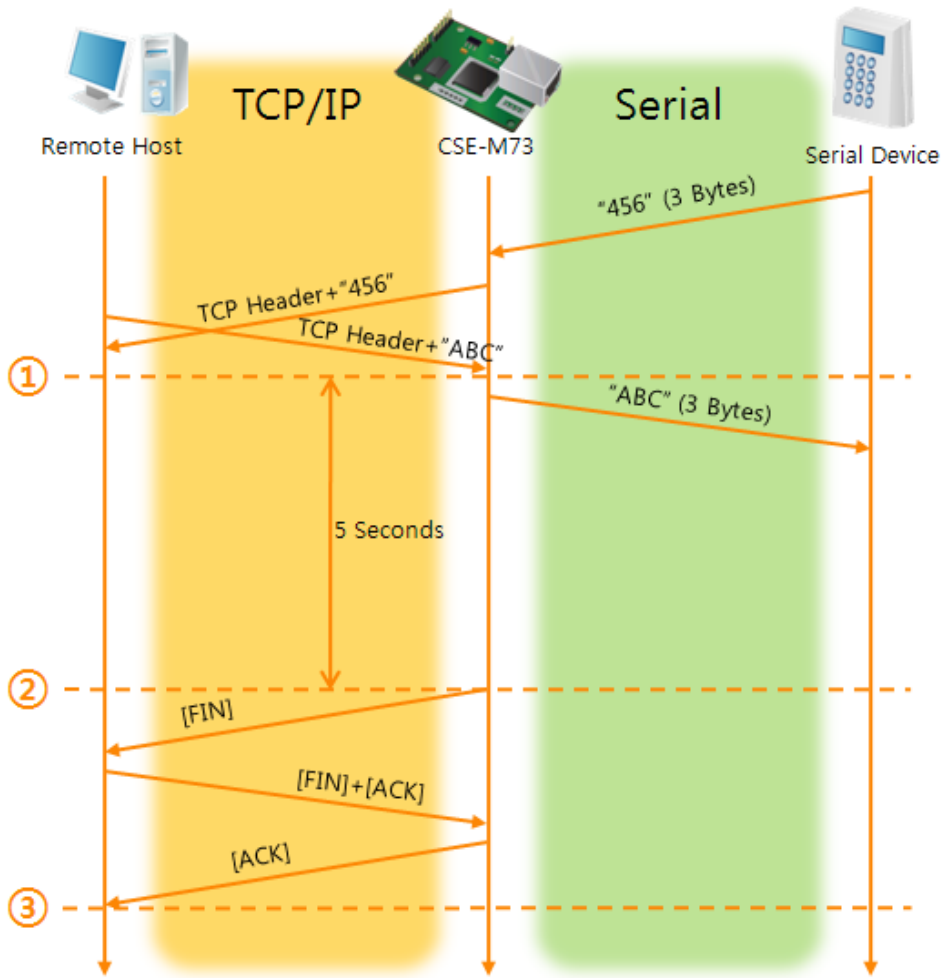 TCP/IP
Serial
Remote Host
CSE-M73
Serial Device
"456" (3 Bytes)
TCP Header+"456"
TCP Header+"ABC"
①
"ABC" (3 Bytes)
5 Seconds
②
[FIN]
[FIN]+[ACK]
[ACK]
③